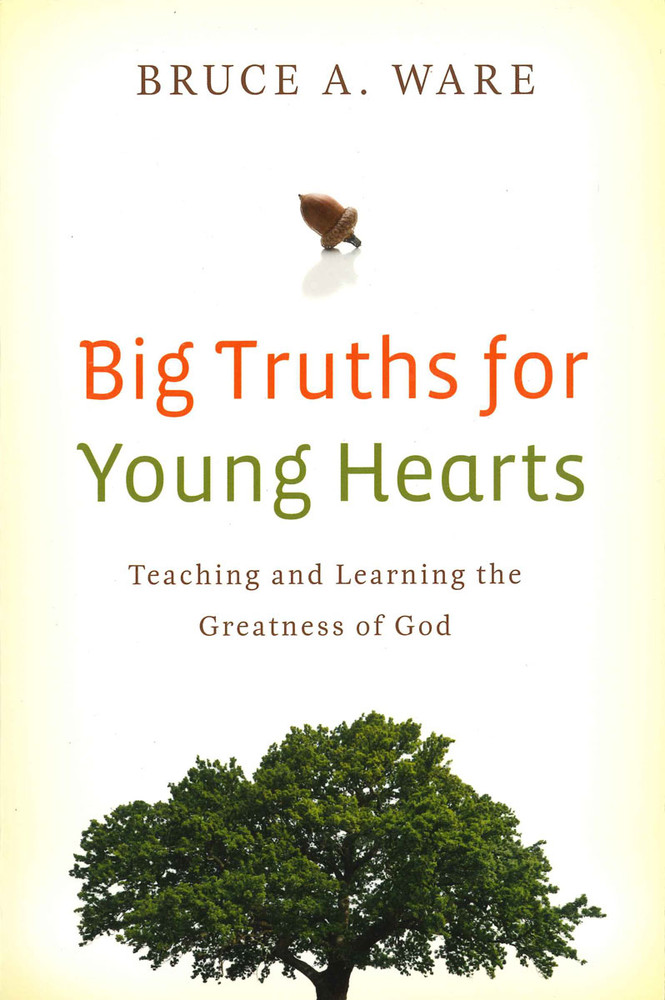 BRUCE A. WARE
Big Truths for
Young Hearts
Teaching and Learning the
Greatness of God